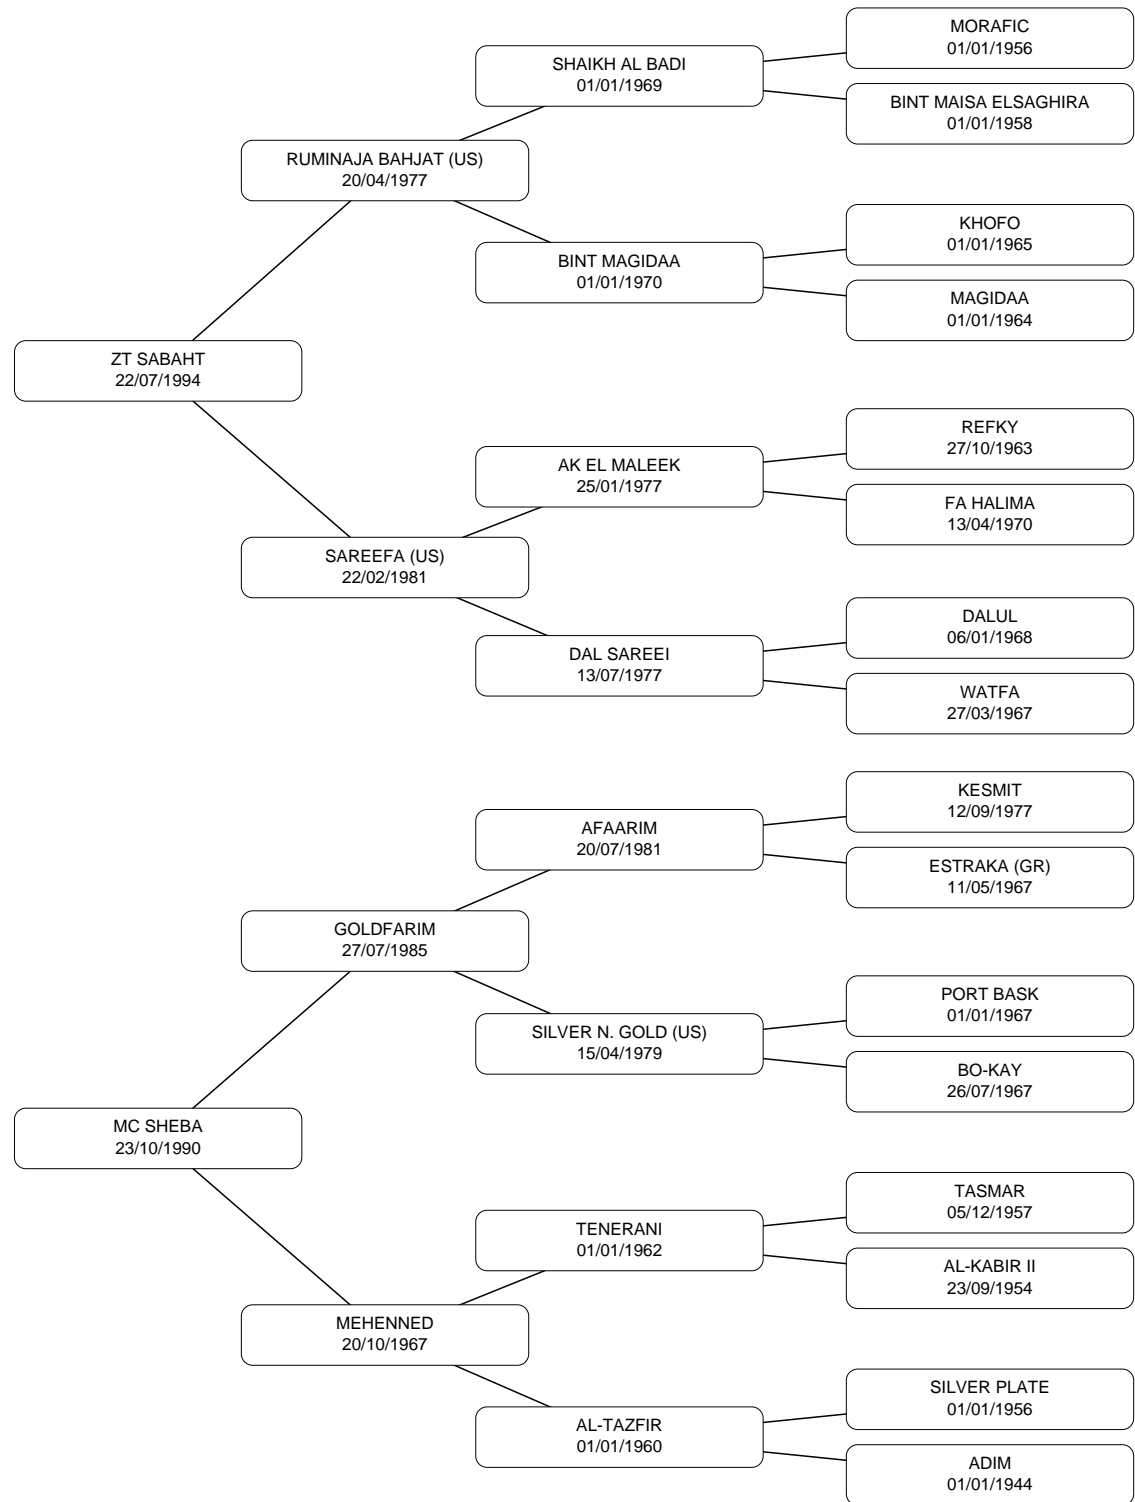 MORAFIC
01/01/1956
SHAIKH AL BADI
01/01/1969
BINT MAISA ELSAGHIRA
01/01/1958
RUMINAJA BAHJAT (US)
20/04/1977
KHOFO
01/01/1965
BINT MAGIDAA
01/01/1970
MAGIDAA
01/01/1964
ZT SABAHT
22/07/1994
REFKY
27/10/1963
AK EL MALEEK
25/01/1977
FA HALIMA
13/04/1970
SAREEFA (US)
22/02/1981
DALUL
06/01/1968
DAL SAREEI
13/07/1977
WATFA
27/03/1967
KESMIT
12/09/1977
AFAARIM
20/07/1981
ESTRAKA (GR)
11/05/1967
GOLDFARIM
27/07/1985
PORT BASK
01/01/1967
SILVER N. GOLD (US)
15/04/1979
BO-KAY
26/07/1967
MC SHEBA
23/10/1990
TASMAR
05/12/1957
TENERANI
01/01/1962
AL-KABIR II
23/09/1954
MEHENNED
20/10/1967
SILVER PLATE
01/01/1956
AL-TAZFIR
01/01/1960
ADIM
01/01/1944